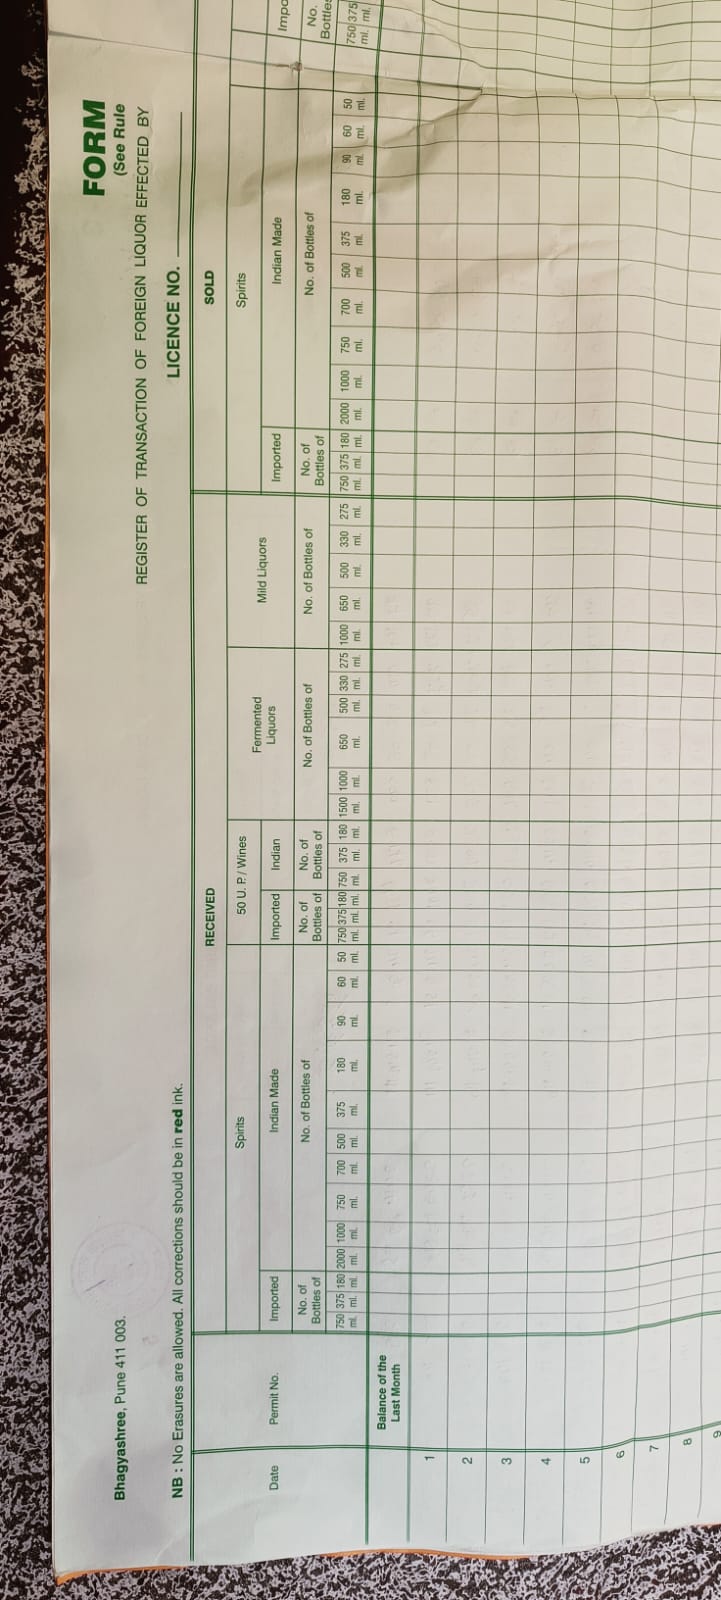 Bhagyashree, Pune 411 003.
FORM
(See Rule
REGISTER OF TRANSACTION OF FOREIGN LIQUOR EFFECTED BY
NB : No Erasures are allowed. All corrections should be in red ink.
LICENCE NO.
RECEIVED SOLD
Spirits 50 U. P. / Wines Fermented Liquors Mild Liquors Spirits
Date Permit No. Imported Indian Made Imported Indian Imported Indian Made Impo
No. of Bottles of No. of Bottles of No. of Bottles of No. of Bottles of No. of Bottles of No. of Bottles of No. of Bottles of No. of Bottles of No. Bottles
750 ml. 375 ml. 180 ml. 2000 ml. 1000 ml. 750 ml. 700 ml. 500 ml. 375 ml. 180 ml. 90 ml. 60 ml. 50 ml. 750 ml. 375 ml. 180 ml. 750 ml. 375 ml. 180 ml. 1500 ml. 1000 ml. 650 ml. 500 ml. 330 ml. 275 ml. 1000 ml. 650 ml. 500 ml. 330 ml. 275 ml. 750 ml. 375 ml. 180 ml. 2000 ml. 1000 ml. 750 ml. 700 ml. 500 ml. 375 ml. 180 ml. 90 ml. 60 ml. 50 ml. 750 ml. 375 ml.
Balance of the
Last Month
1
2
3
4
5
6
7
8
9